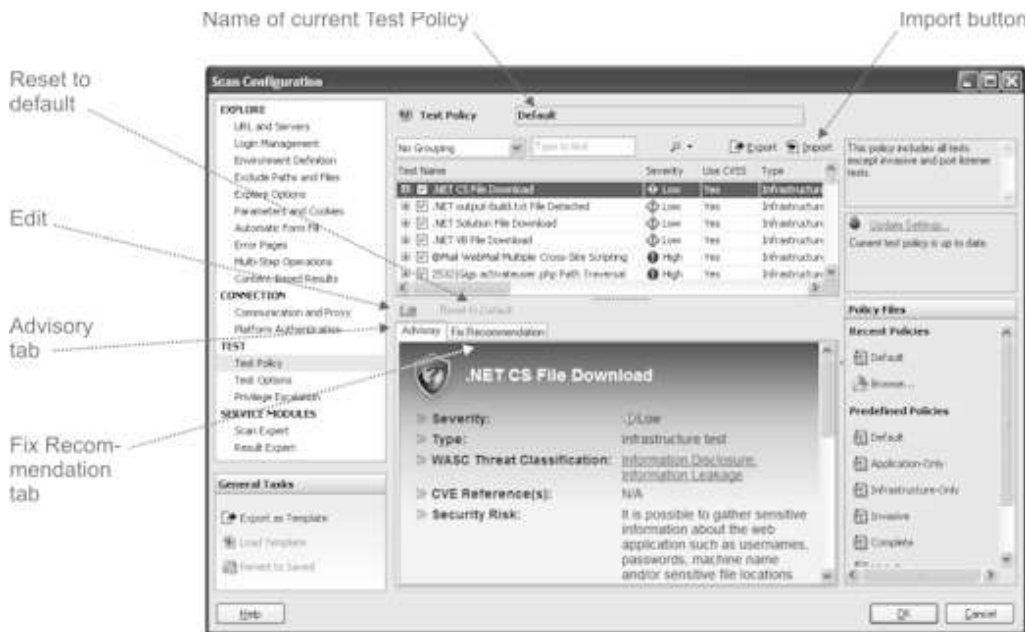 Name of current Test Policy
Import button
Reset to
default
Edit
Advisory
tab
Fix Recom-
mendation
tab
Scan Configuration
EXPLORE
URL and Servers
Login Management
Environment Definition
Exclude Paths and Files
Explore Options
Parameters and Cookies
Automatic Form Fill
Error Pages
Multi-Step Operations
Content-Based Results
CONNECTION
Communication and Proxy
Platform Authentication
TEST
Test Policy
Test Options
Privilege Escalation
SERVICE MODULES
Scan Expert
Result Expert
General Tasks
Export as Template
Load Template
Revert to Saved
Test Policy Default
No Grouping Type to find Export Import
Test Name Severity Use CVSS Type
.NET CS File Download Low Yes Infrastructure
.NET output-build.txt File Detected Low Yes Infrastructure
.NET Solution File Download Low Yes Infrastructure
.NET VB File Download Low Yes Infrastructure
@Mail WebMail Multiple Cross-Site Scripting High Yes Infrastructure
2532|Gigs activateuser.php Path Traversal High Yes Infrastructure
Edit Reset to Default
Advisory Fix Recommendation
.NET CS File Download
Severity: Low
Type: Infrastructure test
WASC Threat Classification: Information Disclosure:
Information Leakage
CVE Reference(s): N/A
Security Risk: It is possible to gather sensitive
information about the web
application such as usernames,
passwords, machine name
and/or sensitive file locations
This policy includes all tests
except invasive and port listener
tests.
Update Settings...
Current test policy is up to date.
Policy Files
Recent Policies
Default
Browse...
Predefined Policies
Default
Application-Only
Infrastructure-Only
Invasive
Complete
Help
OK Cancel